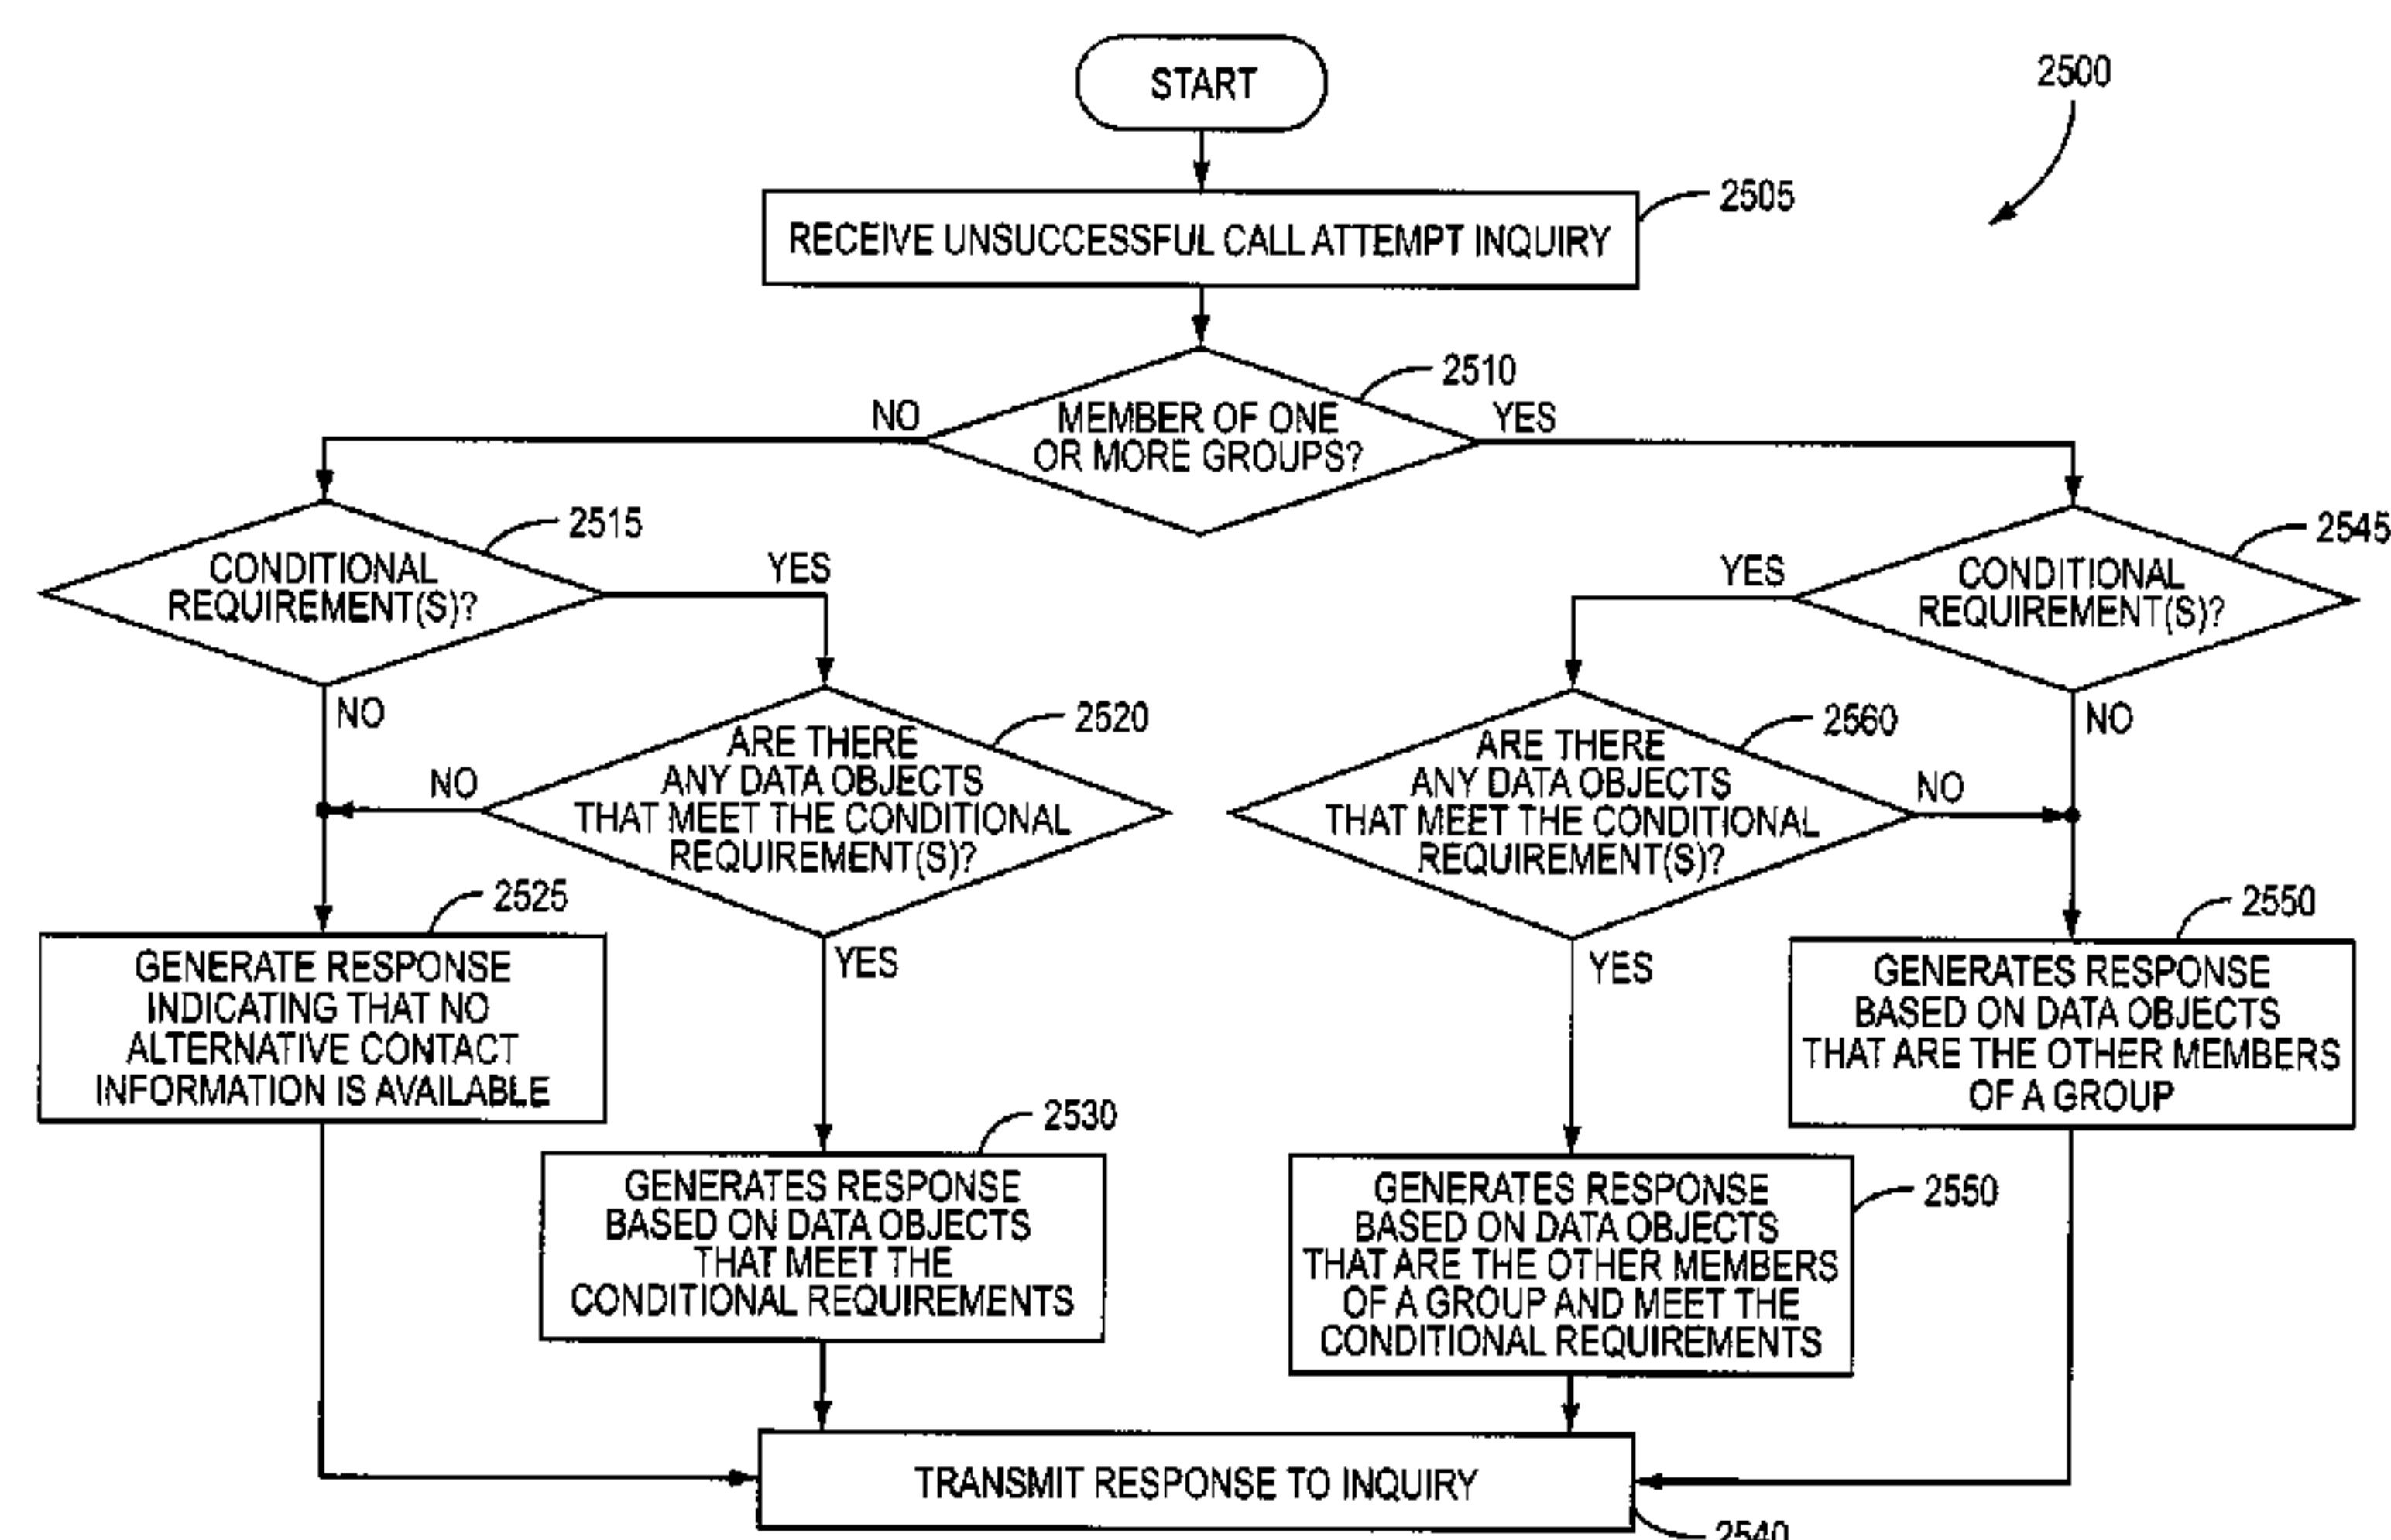 START
2500
RECEIVE UNSUCCESSFUL CALL ATTEMPT INQUIRY
2505
MEMBER OF ONE
OR MORE GROUPS?
2510
NO
YES
CONDITIONAL
REQUIREMENT(S)?
2515
YES
NO
CONDITIONAL
REQUIREMENT(S)?
2545
YES
NO
ARE THERE
ANY DATA OBJECTS
THAT MEET THE CONDITIONAL
REQUIREMENT(S)?
2520
NO
YES
ARE THERE
ANY DATA OBJECTS
THAT MEET THE CONDITIONAL
REQUIREMENT(S)?
2560
NO
YES
GENERATE RESPONSE
INDICATING THAT NO
ALTERNATIVE CONTACT
INFORMATION IS AVAILABLE
2525
GENERATES RESPONSE
BASED ON DATA OBJECTS
THAT ARE THE OTHER MEMBERS
OF A GROUP
2550
GENERATES RESPONSE
BASED ON DATA OBJECTS
THAT MEET THE
CONDITIONAL REQUIREMENTS
2530
GENERATES RESPONSE
BASED ON DATA OBJECTS
THAT ARE THE OTHER MEMBERS
OF A GROUP AND MEET THE
CONDITIONAL REQUIREMENTS
2550
TRANSMIT RESPONSE TO INQUIRY
2540